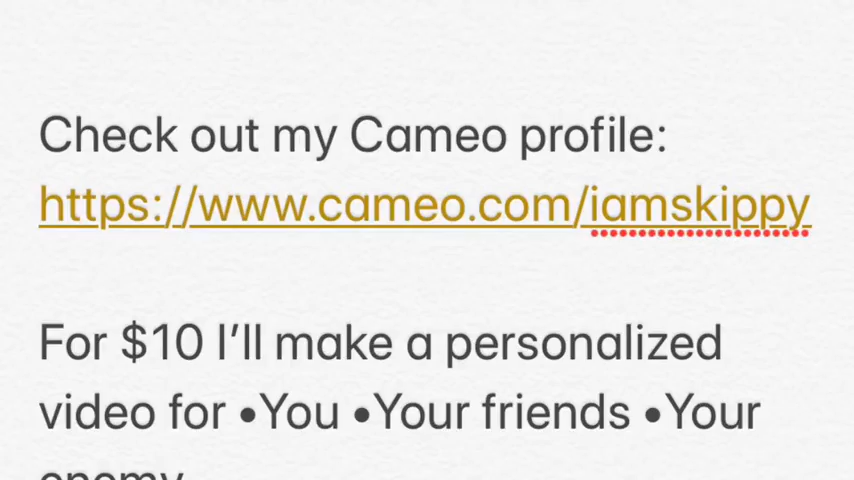 Check out my Cameo profile:
https://www.cameo.com/iamskippy
For $10 I’ll make a personalized
video for •You •Your friends •Your
enemy